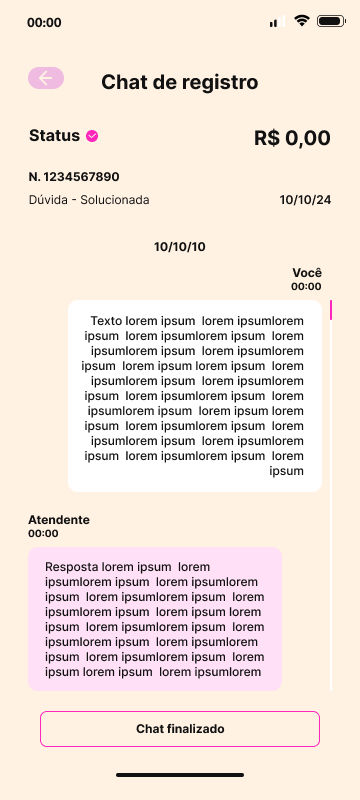 00:00
Chat de registro
Status
R$ 0,00
N. 1234567890
Dúvida - Solucionada
10/10/24
10/10/10
Você
00:00
Texto lorem ipsum  lorem ipsumlorem
ipsum  lorem ipsumlorem ipsum  lorem
ipsumlorem ipsum  lorem ipsumlorem
ipsum  lorem ipsum lorem ipsum  lorem
ipsumlorem ipsum  lorem ipsumlorem
ipsum  lorem ipsumlorem ipsum  lorem
ipsumlorem ipsum  lorem ipsum lorem
ipsum  lorem ipsumlorem ipsum  lorem
ipsumlorem ipsum  lorem ipsumlorem
ipsum  lorem ipsumlorem ipsum  lorem
ipsum
Atendente
00:00
Resposta lorem ipsum  lorem
ipsumlorem ipsum  lorem ipsumlorem
ipsum  lorem ipsumlorem ipsum  lorem
ipsumlorem ipsum  lorem ipsum lorem
ipsum  lorem ipsumlorem ipsum  lorem
ipsumlorem ipsum  lorem ipsumlorem
ipsum  lorem ipsumlorem ipsum  lorem
ipsum lorem ipsum  lorem ipsumlorem
Chat finalizado